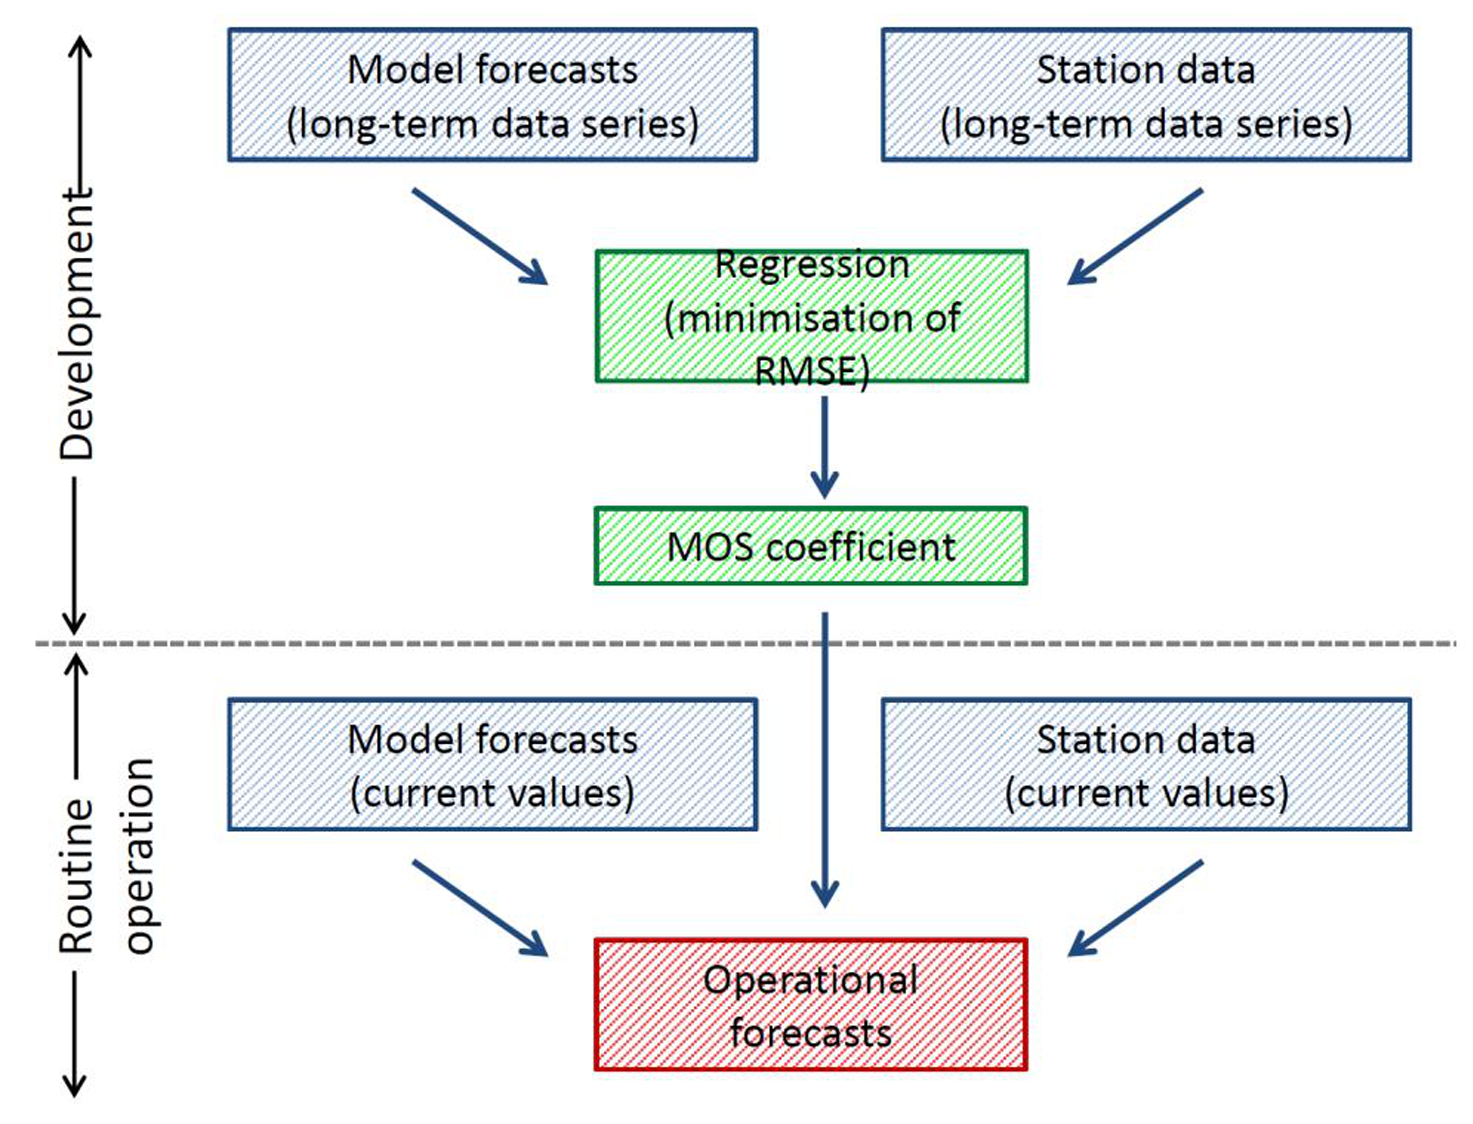 Model forecasts
(long-term data series)
Station data
(long-term data series)
Development
Regression
(minimisation of
RMSE)
MOS coefficient
Routine
operation
Model forecasts
(current values)
Station data
(current values)
Operational
forecasts